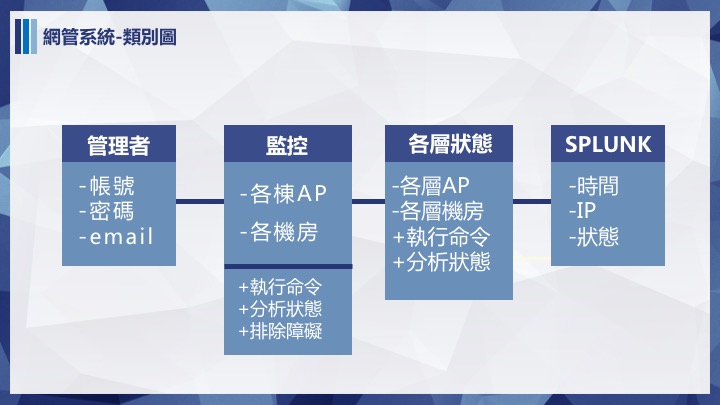 網管系統-類別圖
管理者
-帳號
-密碼
-email
監控
-各棟AP
-各機房
+執行命令
+分析狀態
+排除障礙
各層狀態
-各層AP
-各層機房
+執行命令
+分析狀態
SPLUNK
-時間
-IP
-狀態